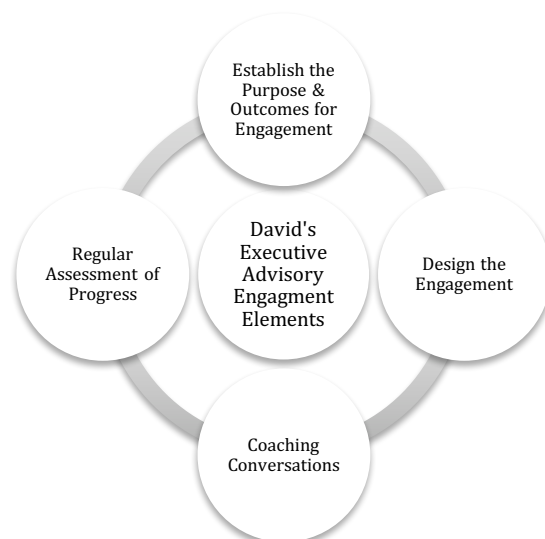 Establish the
Purpose &
Outcomes for
Engagement
David's
Executive
Advisory
Engagment
Elements
Regular
Assessment of
Progress
Design the
Engagement
Coaching
Conversations